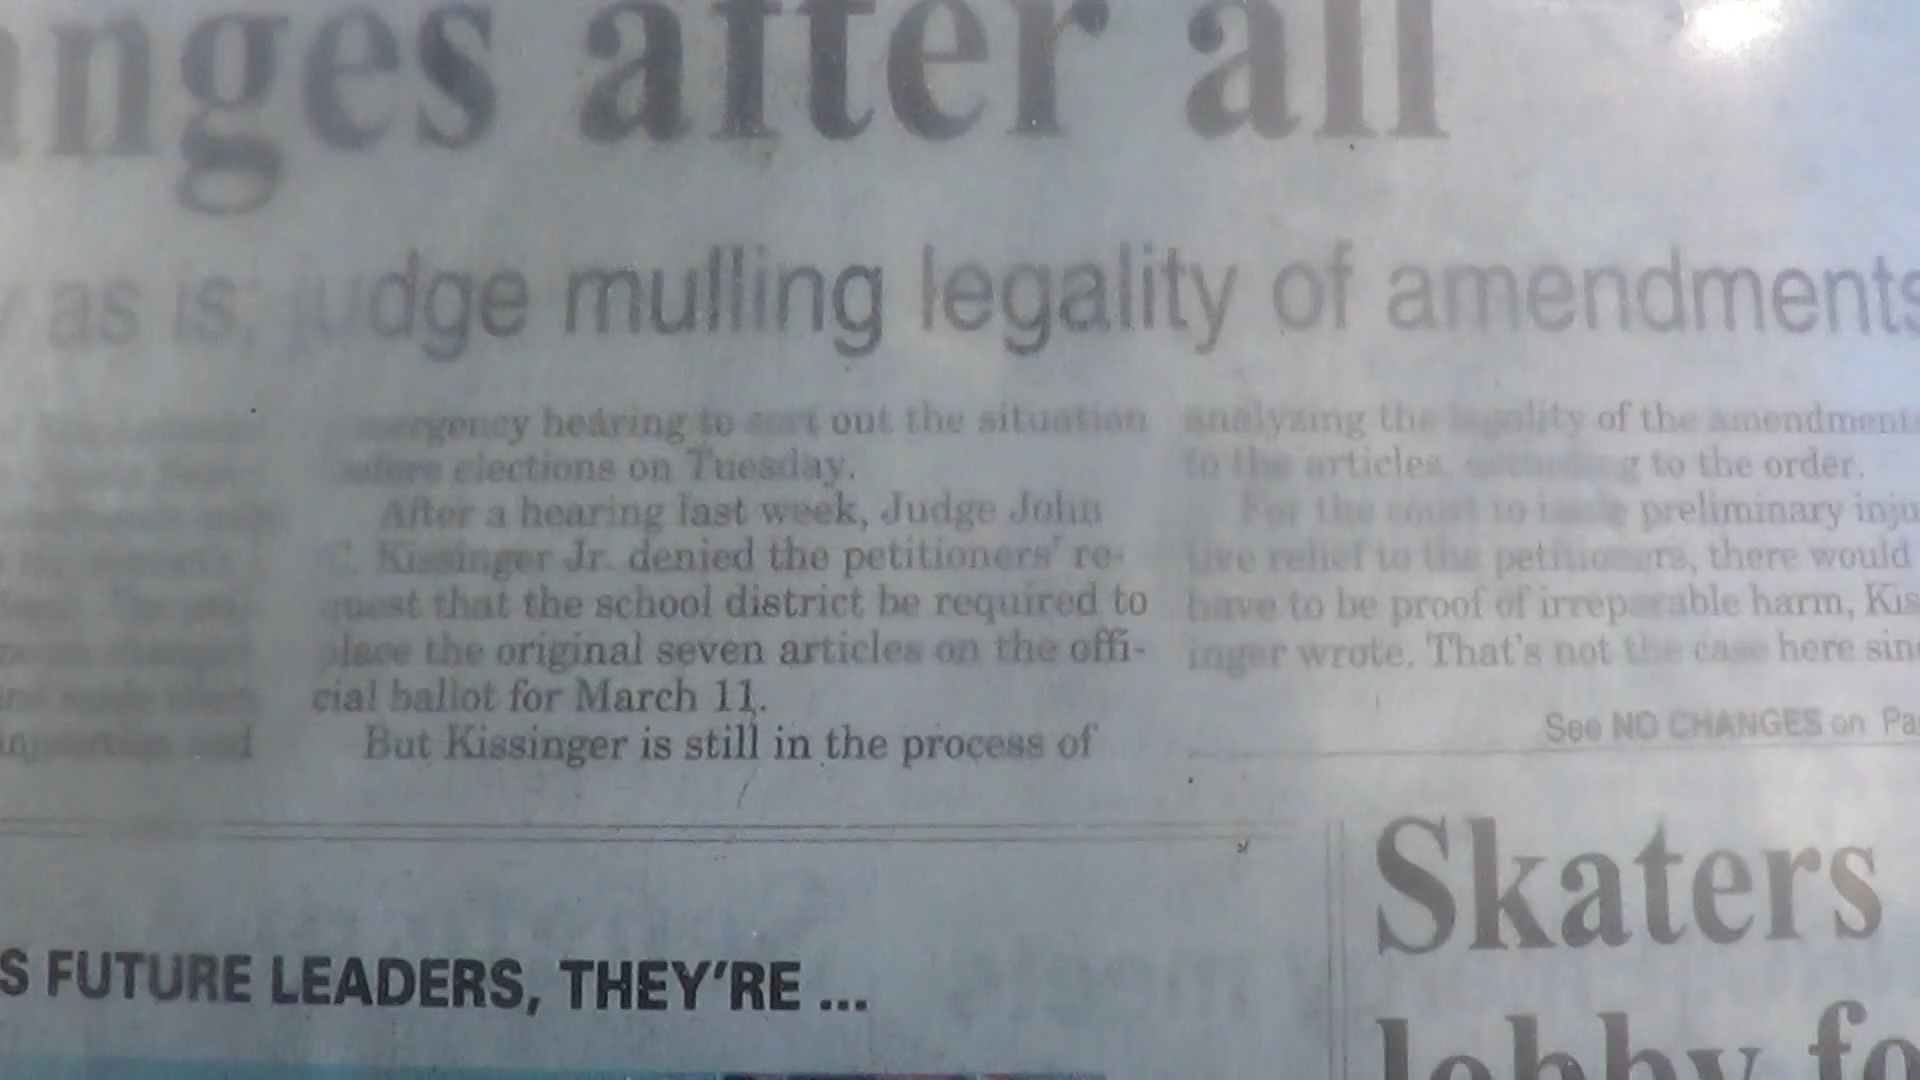 nges after all
as is; judge mulling legality of amendments
emergency hearing to sort out the situation
before elections on Tuesday.
After a hearing last week, Judge John
C. Kissinger Jr. denied the petitioners' re-
quest that the school district be required to
place the original seven articles on the offi-
cial ballot for March 11.
But Kissinger is still in the process of
analyzing the legality of the amendments
to the articles, according to the order.
For the court to issue preliminary inju
tive relief to the petitioners, there would
have to be proof of irreparable harm, Kis
inger wrote. That's not the case here sinc
See NO CHANGES on Pa
S FUTURE LEADERS, THEY'RE ...
Skaters
lobby fo